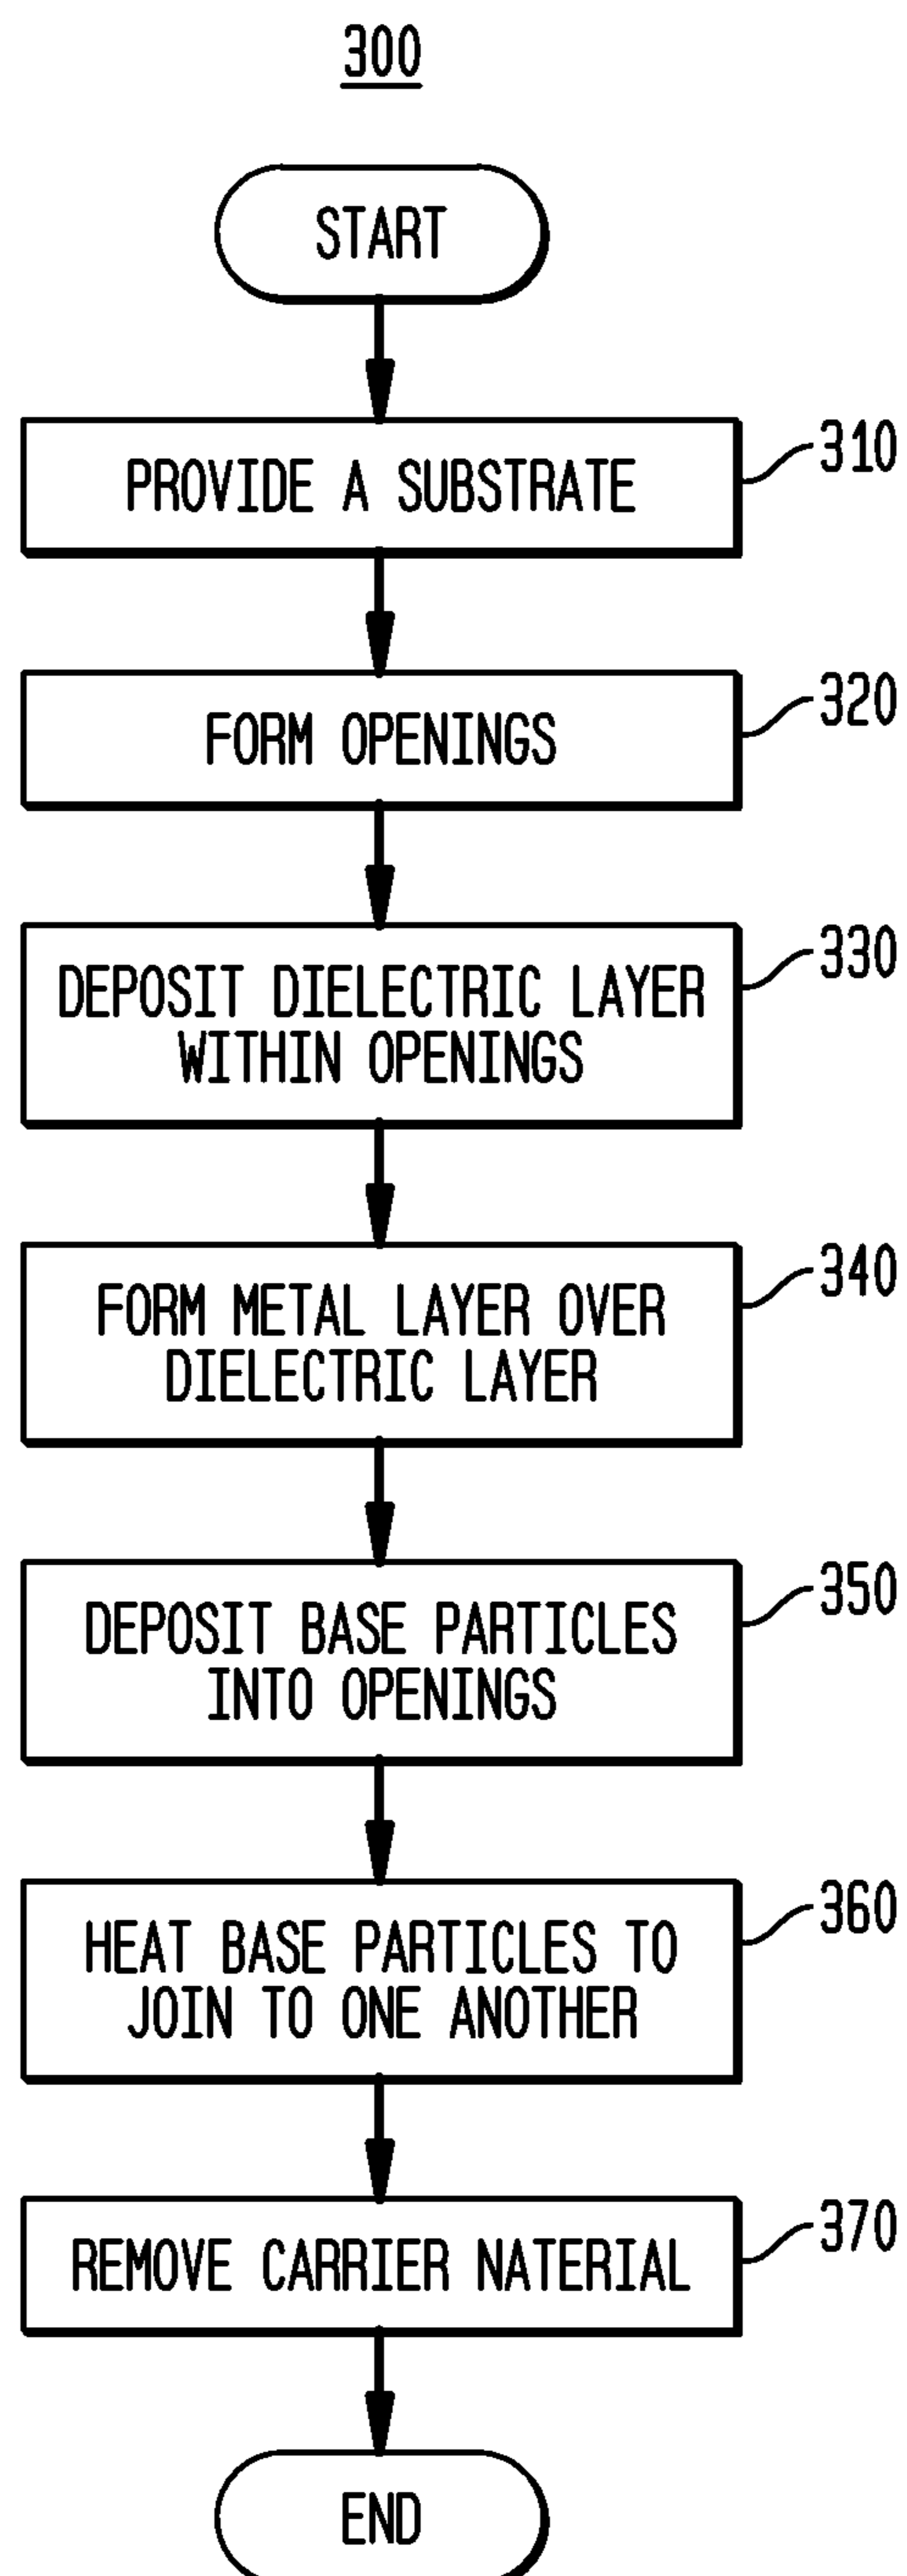 300
START
PROVIDE A SUBSTRATE
310
FORM OPENINGS
320
DEPOSIT DIELECTRIC LAYER
WITHIN OPENINGS
330
FORM METAL LAYER OVER
DIELECTRIC LAYER
340
DEPOSIT BASE PARTICLES
INTO OPENINGS
350
HEAT BASE PARTICLES TO
JOIN TO ONE ANOTHER
360
REMOVE CARRIER NATERIAL
370
END